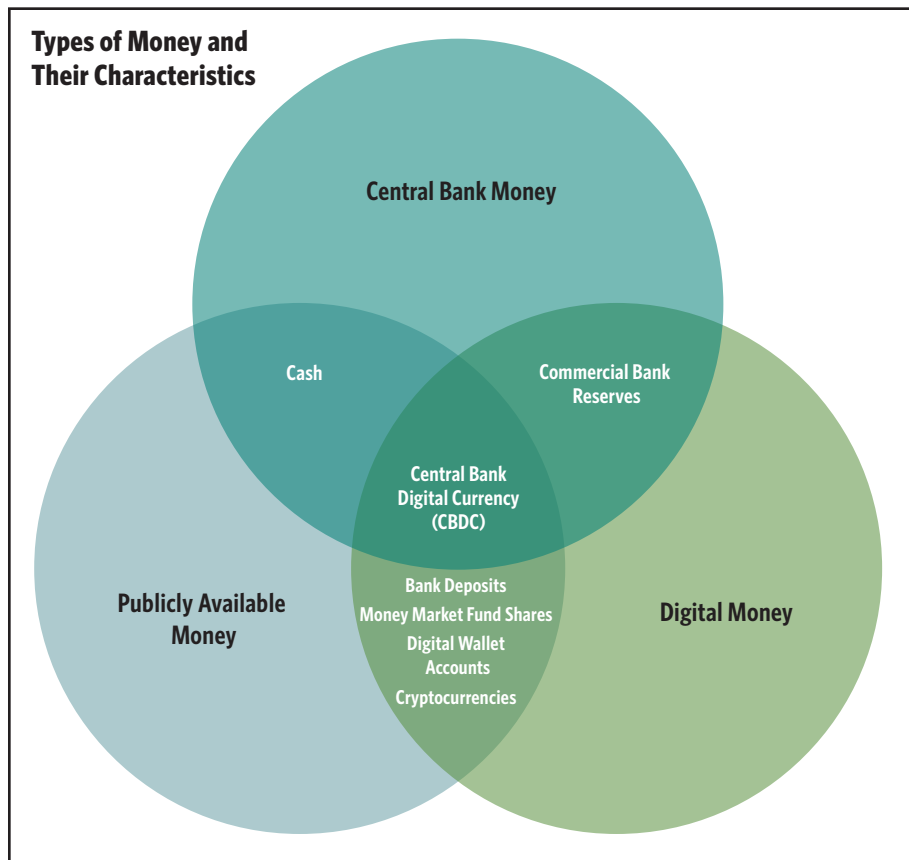 Types of Money and
Their Characteristics
Central Bank Money
Cash
Commercial Bank
Reserves
Central Bank
Digital Currency
(CBDC)
Publicly Available
Money
Bank Deposits
Money Market Fund Shares
Digital Wallet
Accounts
Cryptocurrencies
Digital Money